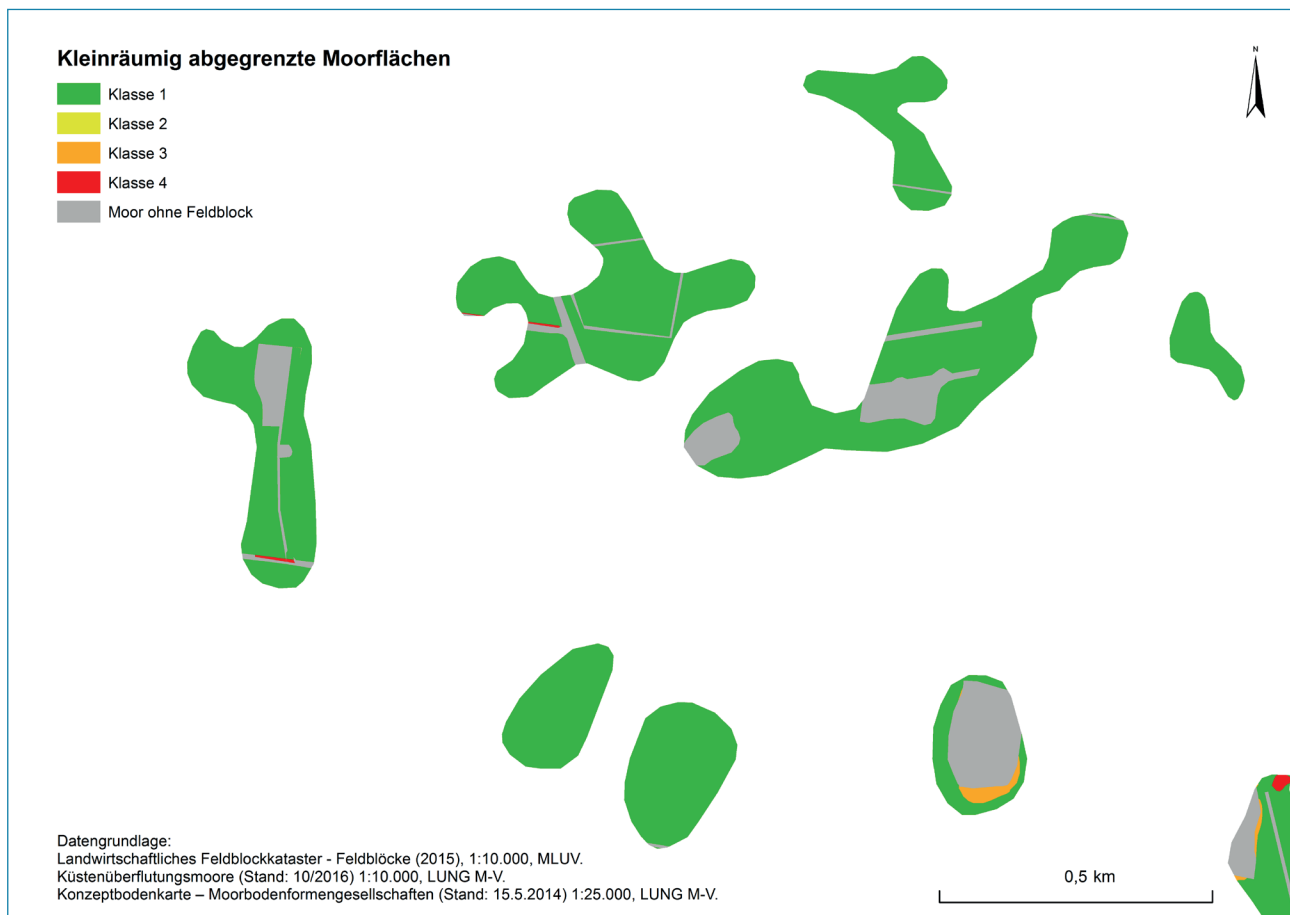 Kleinräumig abgegrenzte Moorflächen
Klasse 1
Klasse 2
Klasse 3
Klasse 4
Moor ohne Feldblock
N
Datengrundlage:
Landwirtschaftliches Feldblockkataster - Feldblöcke (2015), 1:10.000, MLUV.
Küstenüberflutungsmoore (Stand: 10/2016) 1:10.000, LUNG M-V.
Konzeptbodenkarte – Moorbodenformengesellschaften (Stand: 15.5.2014) 1:25.000, LUNG M-V.
0,5 km